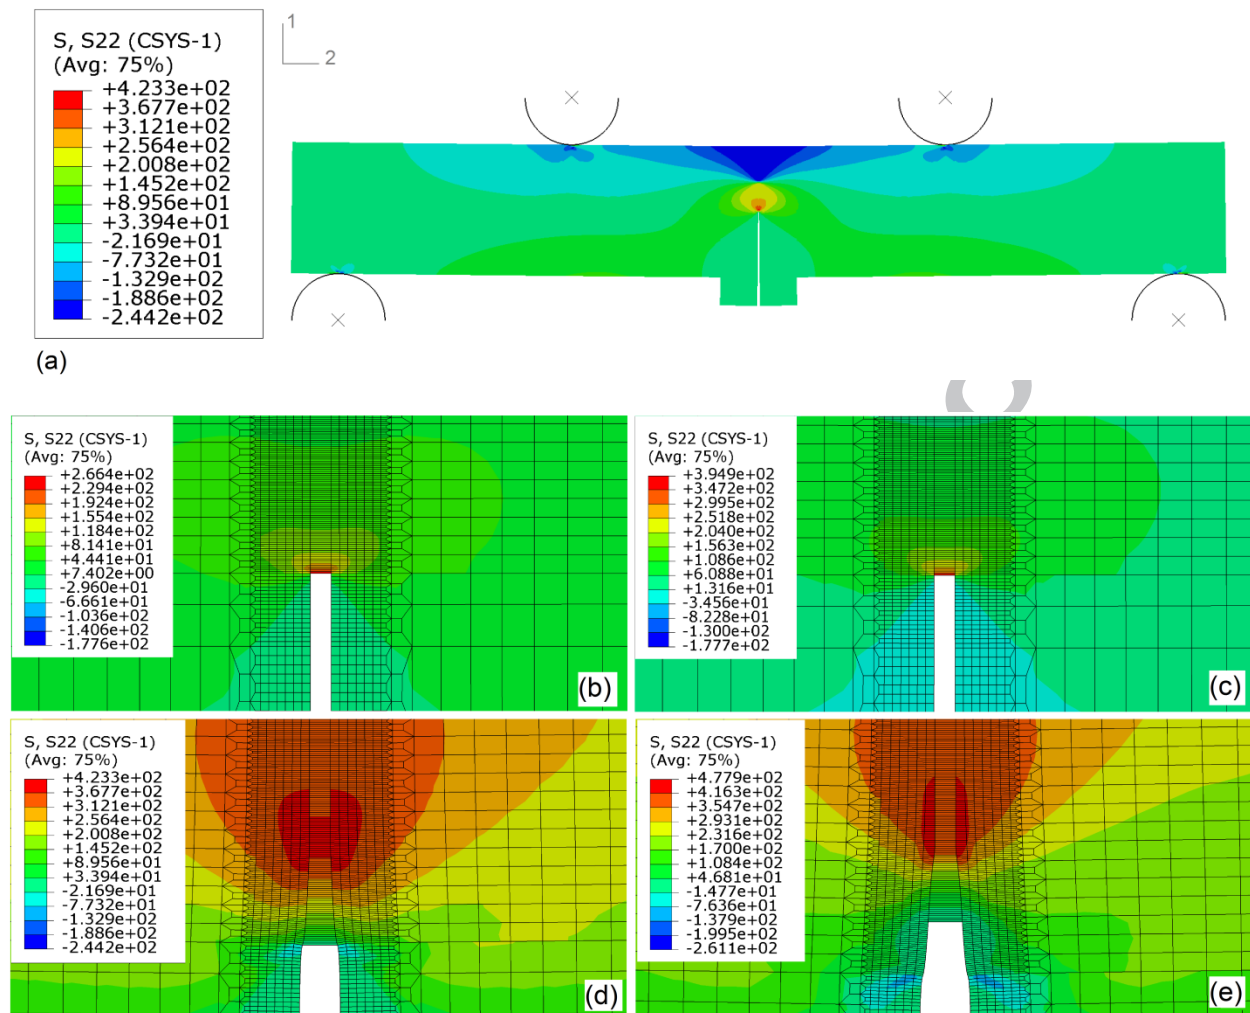 S, S22 (CSYS-1)
(Avg: 75%)
+4.233e+02
+3.677e+02
+3.121e+02
+2.564e+02
+2.008e+02
+1.452e+02
+8.956e+01
+3.394e+01
-2.169e+01
-7.732e+01
-1.329e+02
-1.886e+02
-2.442e+02
1
2
(a)
S, S22 (CSYS-1)
(Avg: 75%)
+2.664e+02
+2.294e+02
+1.924e+02
+1.554e+02
+1.184e+02
+8.141e+01
+4.441e+01
+7.402e+00
-2.960e+01
-6.661e+01
-1.036e+02
-1.406e+02
-1.776e+02
(b)
S, S22 (CSYS-1)
(Avg: 75%)
+3.949e+02
+3.472e+02
+2.995e+02
+2.518e+02
+2.040e+02
+1.563e+02
+1.086e+02
+6.088e+01
+1.316e+01
-3.456e+01
-8.228e+01
-1.300e+02
-1.777e+02
(c)
S, S22 (CSYS-1)
(Avg: 75%)
+4.233e+02
+3.677e+02
+3.121e+02
+2.564e+02
+2.008e+02
+1.452e+02
+8.956e+01
+3.394e+01
-2.169e+01
-7.732e+01
-1.329e+02
-1.886e+02
-2.442e+02
(d)
S, S22 (CSYS-1)
(Avg: 75%)
+4.779e+02
+4.163e+02
+3.547e+02
+2.931e+02
+2.316e+02
+1.700e+02
+1.084e+02
+4.681e+01
-1.477e+01
-7.636e+01
-1.379e+02
-1.995e+02
-2.611e+02
(e)